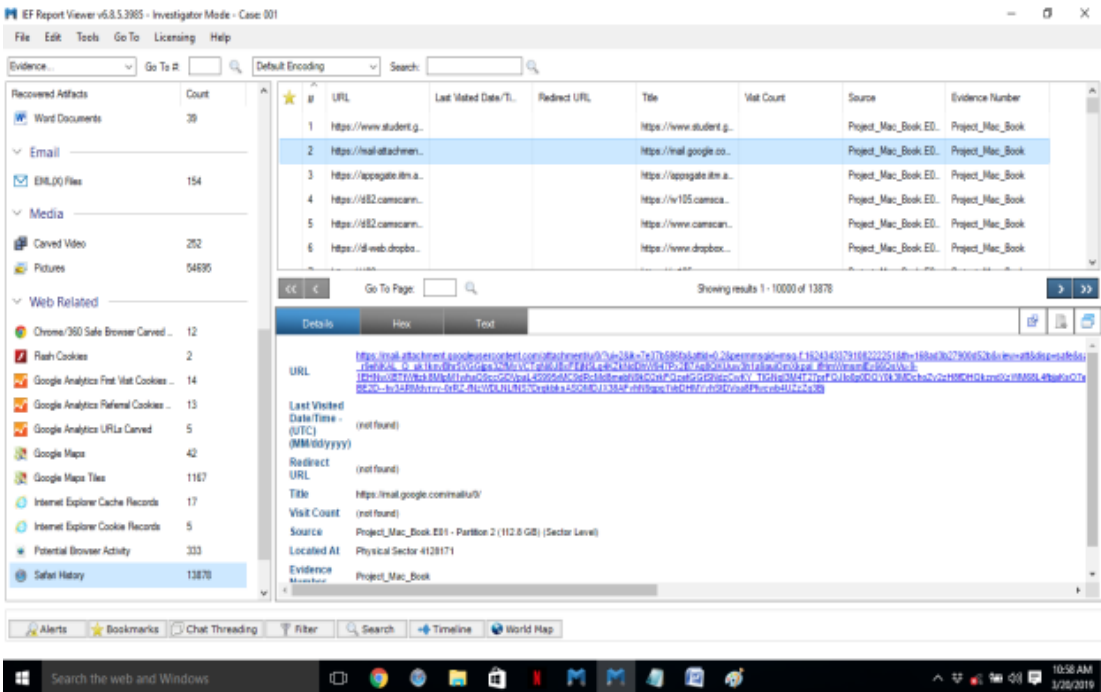 IEF Report Viewer v6.8.5.3985 - Investigator Mode - Case: 001
File Edit Tools Go To Licensing Help
Evidence... Go To #: Default Encoding Search:
Recovered Artifacts Count
Word Documents 39
Email
EML(X) Files 154
Media
Carved Video 252
Pictures 54695
Web Related
Chrome/360 Safe Browser Carved ... 12
Flash Cookies 2
Google Analytics First Visit Cookies ... 14
Google Analytics Referral Cookies ... 13
Google Analytics URLs Carved 5
Google Maps 42
Google Maps Tiles 1167
Internet Explorer Cache Records 17
Internet Explorer Cookie Records 5
Potential Browser Activity 333
Safari History 13878
# URL Last Visited Date/Ti... Redirect URL Title Visit Count Source Evidence Number
1 https://www.student.g... https://www.student.g... Project_Mac_Book.E0... Project_Mac_Book
2 https://mail-attachmen... https://mail.google.co... Project_Mac_Book.E0... Project_Mac_Book
3 https://appsgate.itm.a... https://appsgate.itm.a... Project_Mac_Book.E0... Project_Mac_Book
4 https://d82.camscann... https://w105.camsca... Project_Mac_Book.E0... Project_Mac_Book
5 https://d82.camscann... https://www.camscan... Project_Mac_Book.E0... Project_Mac_Book
6 https://dl-web.dropbo... https://www.dropbox.... Project_Mac_Book.E0... Project_Mac_Book
<< < Go To Page: Showing results 1 - 10000 of 13878 > >>
Details Hex Text
URL
Last Visited Date/Time - (UTC) (MM/dd/yyyy) (not found)
Redirect URL (not found)
Title https://mail.google.com/mail/u/0/
Visit Count (not found)
Source Project_Mac_Book.E01 - Partition 2 (112.8 GB) (Sector Level)
Located At Physical Sector 4128171
Evidence Number Project_Mac_Book
Alerts Bookmarks Chat Threading Filter Search Timeline World Map
Search the web and Windows
10:58 AM
3/20/2019